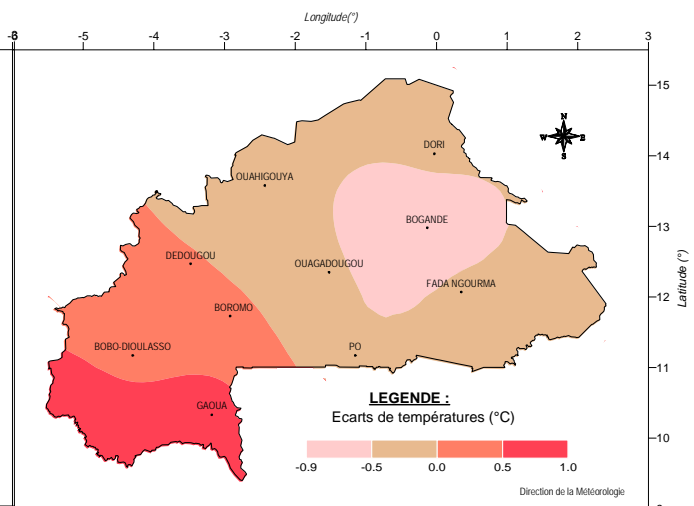 Longitude(°)
-6 -5 -4 -3 -2 -1 0 1 2 3
15
DORI
N
W E
S
14
OUAHIGOUYA
BOGANDE
13
DEDOUGOU
OUAGADOUGOU
FADA NGOURMA
Latitude (°)
12
BOROMO
BOBO-DIOULASSO
PO
11
LEGENDE :
GAOUA
Ecarts de températures (°C)
10
-0.9 -0.5 0.0 0.5 1.0
Direction de la Météorologie